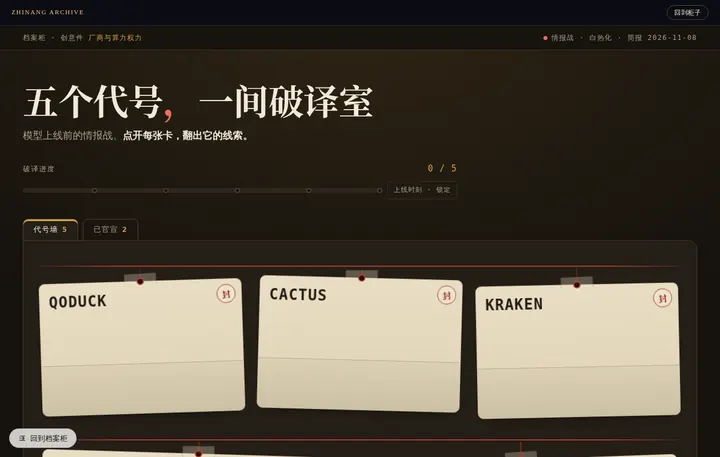 ZHINANG ARCHIVE
回到柜子
档案柜 · 创意件 厂商与算力权力
情报战 · 白热化 · 简报 2026-11-08
五个代号，一间破译室
模型上线前的情报战。点开每张卡，翻出它的线索。
破译进度
0 / 5
上线时刻 · 锁定
代号墙 5
已官宣 2
QODUCK
CACTUS
KRAKEN
回到档案柜